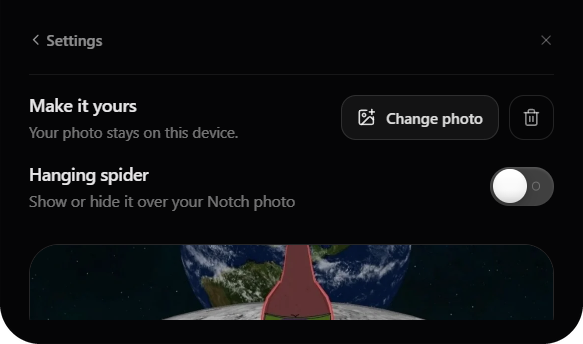 Settings
Make it yours
Your photo stays on this device.
Change photo
Hanging spider
Show or hide it over your Notch photo